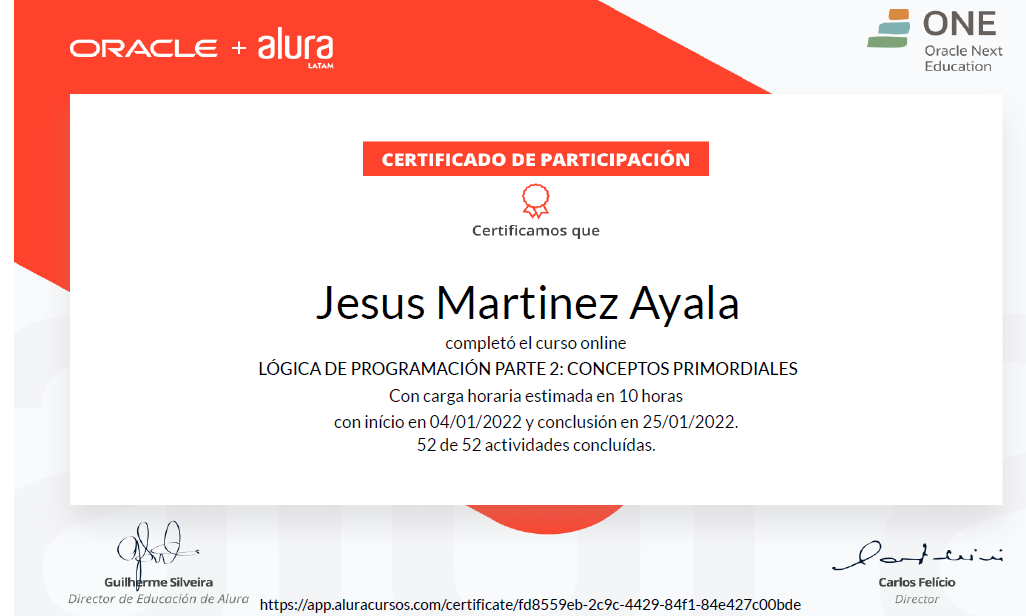 ORACLE + alura
LATAM
ONE
Oracle Next
Education
CERTIFICADO DE PARTICIPACIÓN
Certificamos que
Jesus Martinez Ayala
completó el curso online
LÓGICA DE PROGRAMACIÓN PARTE 2: CONCEPTOS PRIMORDIALES
Con carga horaria estimada en 10 horas
con início en 04/01/2022 y conclusión en 25/01/2022.
52 de 52 actividades concluídas.
Guilherme Silveira
Director de Educación de Alura
Carlos Felício
Director
https://app.aluracursos.com/certificate/fd8559eb-2c9c-4429-84f1-84e427c00bde